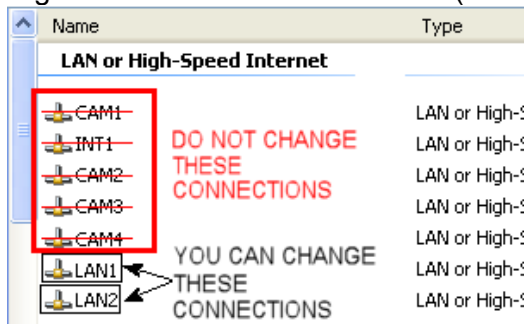 Name Type
LAN or High-Speed Internet
CAM1 LAN or High-S
INT1 LAN or High-S
CAM2 LAN or High-S
CAM3 LAN or High-S
CAM4 LAN or High-S
LAN1 LAN or High-S
LAN2 LAN or High-S
DO NOT CHANGE
THESE
CONNECTIONS
YOU CAN CHANGE
THESE
CONNECTIONS